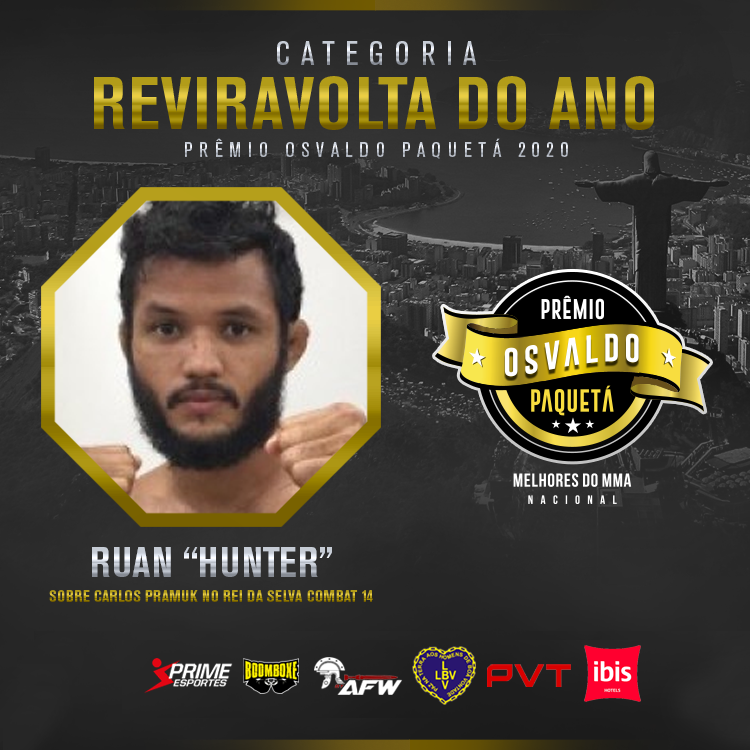 CATEGORIA
REVIRAVOLTA DO ANO
PRÊMIO OSVALDO PAQUETÁ 2020
PRÊMIO
OSVALDO
PAQUETÁ
MELHORES DO MMA
NACIONAL
RUAN “HUNTER”
SOBRE CARLOS PRAMUK NO REI DA SELVA COMBAT 14
PRIME
ESPORTES
BOOMBOXE
AFW
LBV
PVT
ibis
HOTELS